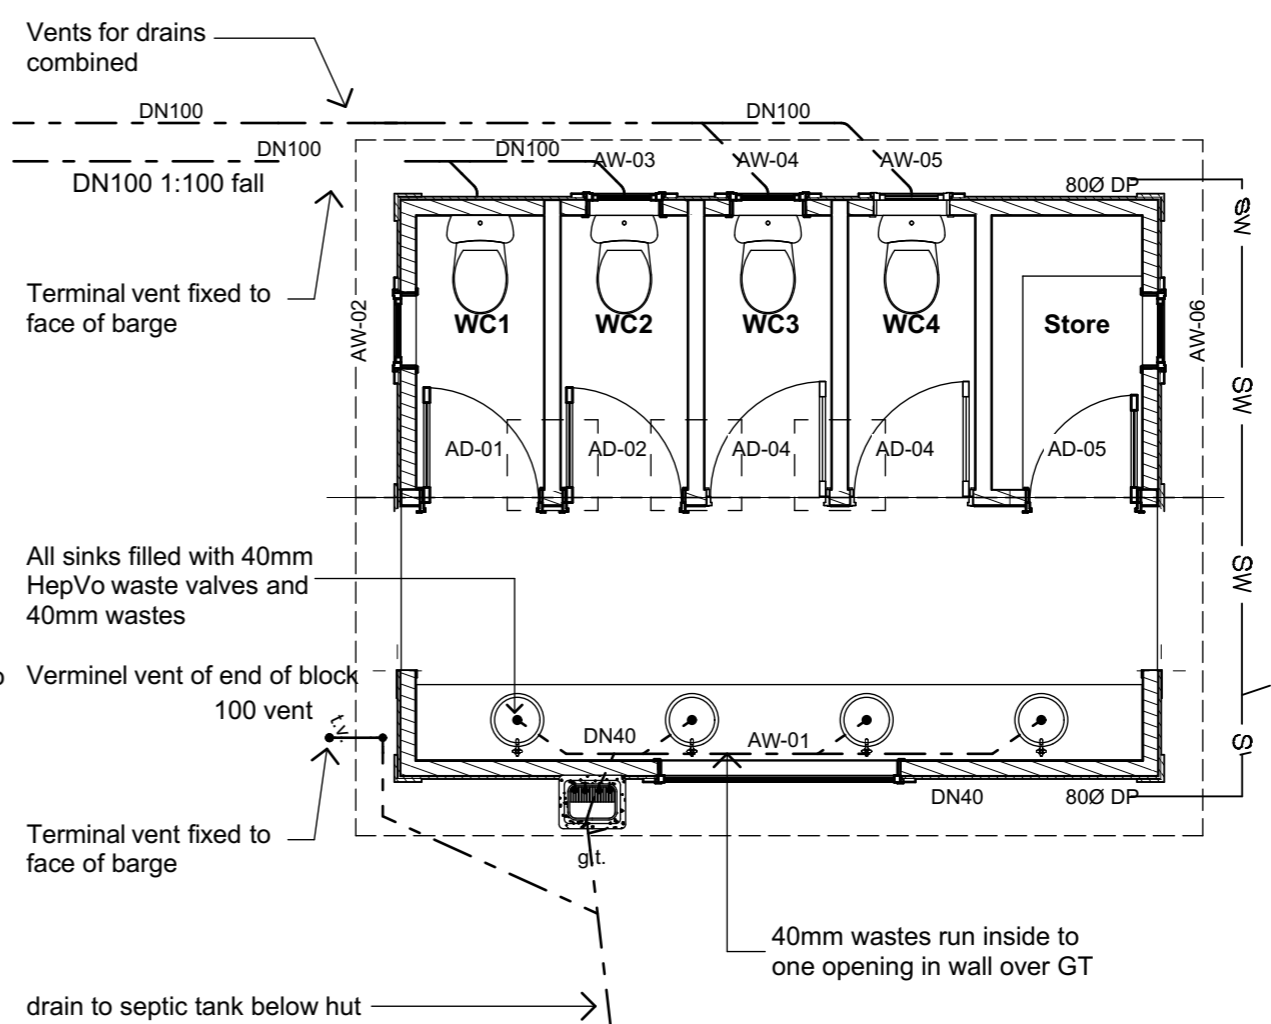 Vents for drains
combined
DN100
DN100
DN100
DN100
AW-03
AW-04
AW-05
DN100 1:100 fall
80Ø DP
SW
Terminal vent fixed to
face of barge
AW-02
WC1
WC2
WC3
WC4
Store
AW-06
SW
AD-01
AD-02
AD-04
AD-04
AD-05
All sinks filled with 40mm
HepVo waste valves and
40mm wastes
SW
Verminel vent of end of block
100 vent
t.v.
DN40
AW-01
SW
DN40
80Ø DP
Terminal vent fixed to
face of barge
g.t.
40mm wastes run inside to
one opening in wall over GT
drain to septic tank below hut